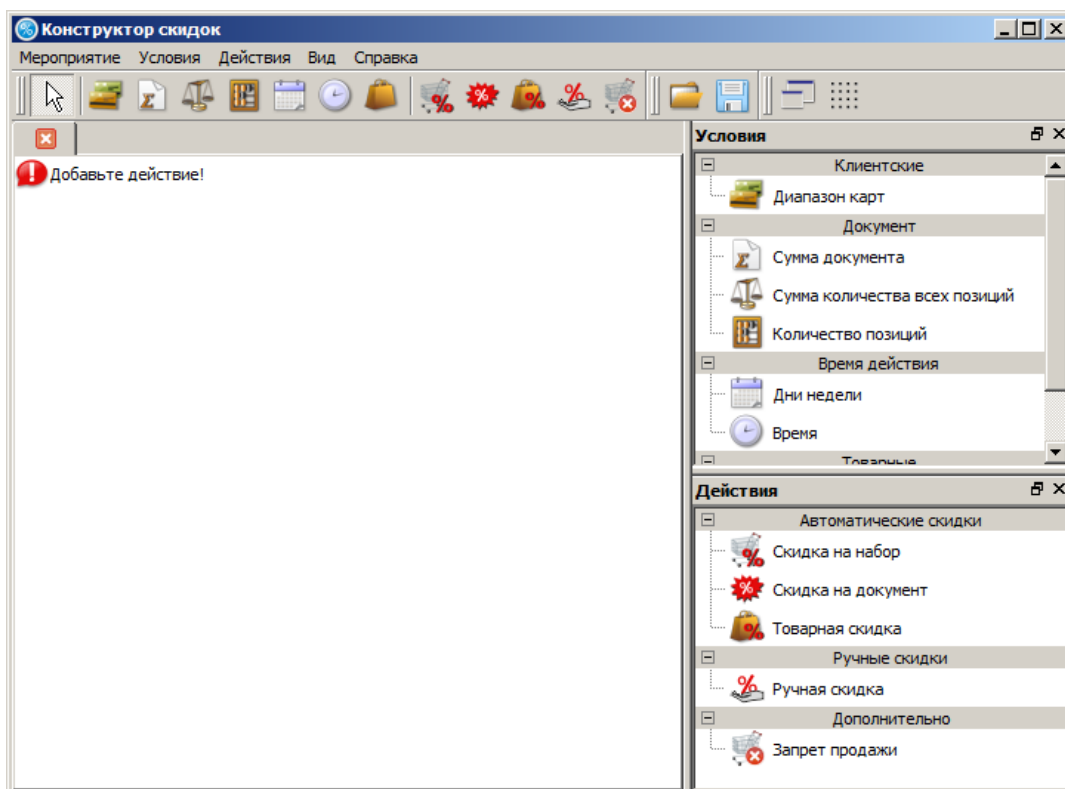 Конструктор скидок
Мероприятие Условия Действия Вид Справка
Добавьте действие!
Условия
Клиентские
Диапазон карт
Документ
Сумма документа
Сумма количества всех позиций
Количество позиций
Время действия
Дни недели
Время
Товарные
Действия
Автоматические скидки
Скидка на набор
Скидка на документ
Товарная скидка
Ручные скидки
Ручная скидка
Дополнительно
Запрет продажи